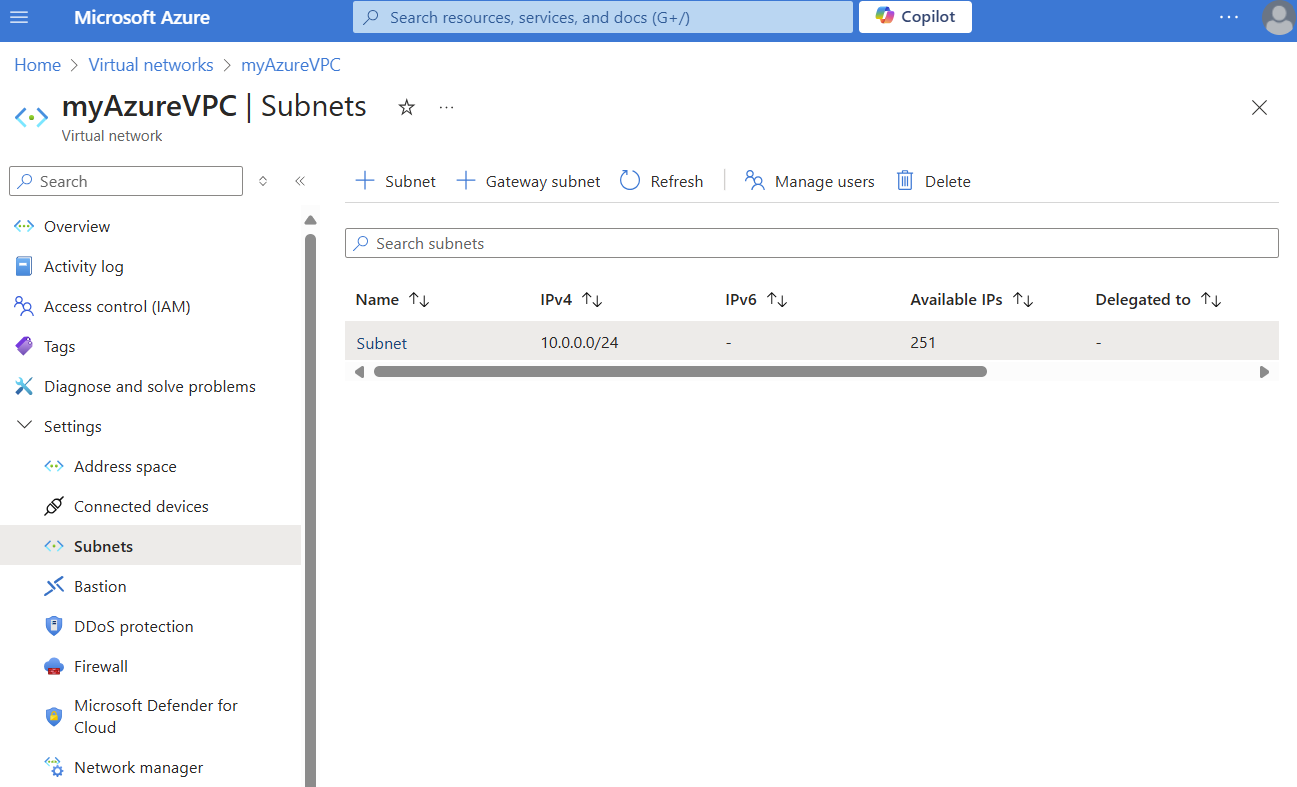 Microsoft Azure
Search resources, services, and docs (G+/)
Copilot
Home > Virtual networks > myAzureVPC
myAzureVPC | Subnets
Virtual network
Search
Subnet
Gateway subnet
Refresh
Manage users
Delete
Search subnets
Overview
Activity log
Access control (IAM)
Tags
Diagnose and solve problems
Settings
Address space
Connected devices
Subnets
Bastion
DDoS protection
Firewall
Microsoft Defender for
Cloud
Network manager
Name IPv4 IPv6 Available IPs Delegated to
Subnet 10.0.0.0/24 - 251 -